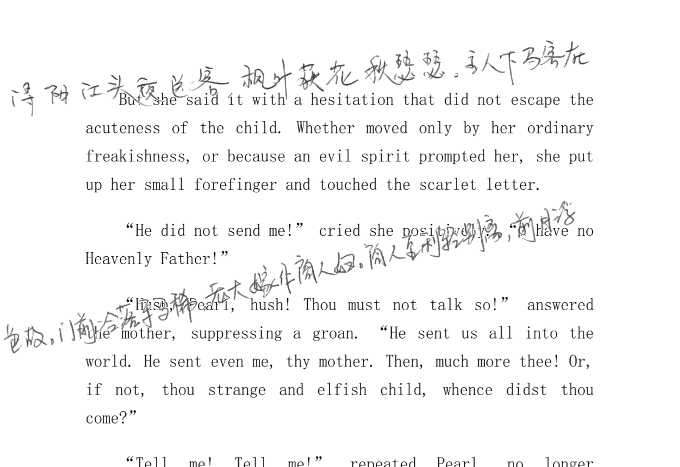 浔阳江头夜送客 枫叶荻花秋瑟瑟。主人下马客在
But she said it with a hesitation that did not escape the
acuteness of the child. Whether moved only by her ordinary
freakishness, or because an evil spirit prompted her, she put
up her small forefinger and touched the scarlet letter.
“He did not send me!” cried she positively. “I have no
Heavenly Father!”
色故。门前冷落车马稀 老大嫁作商人妇。商人重利轻别离，前月浮
“Hush, Pearl, hush! Thou must not talk so!” answered
the mother, suppressing a groan. “He sent us all into the
world. He sent even me, thy mother. Then, much more thee! Or,
if not, thou strange and elfish child, whence didst thou
come?”
“Tell me! Tell me!” repeated Pearl, no longer